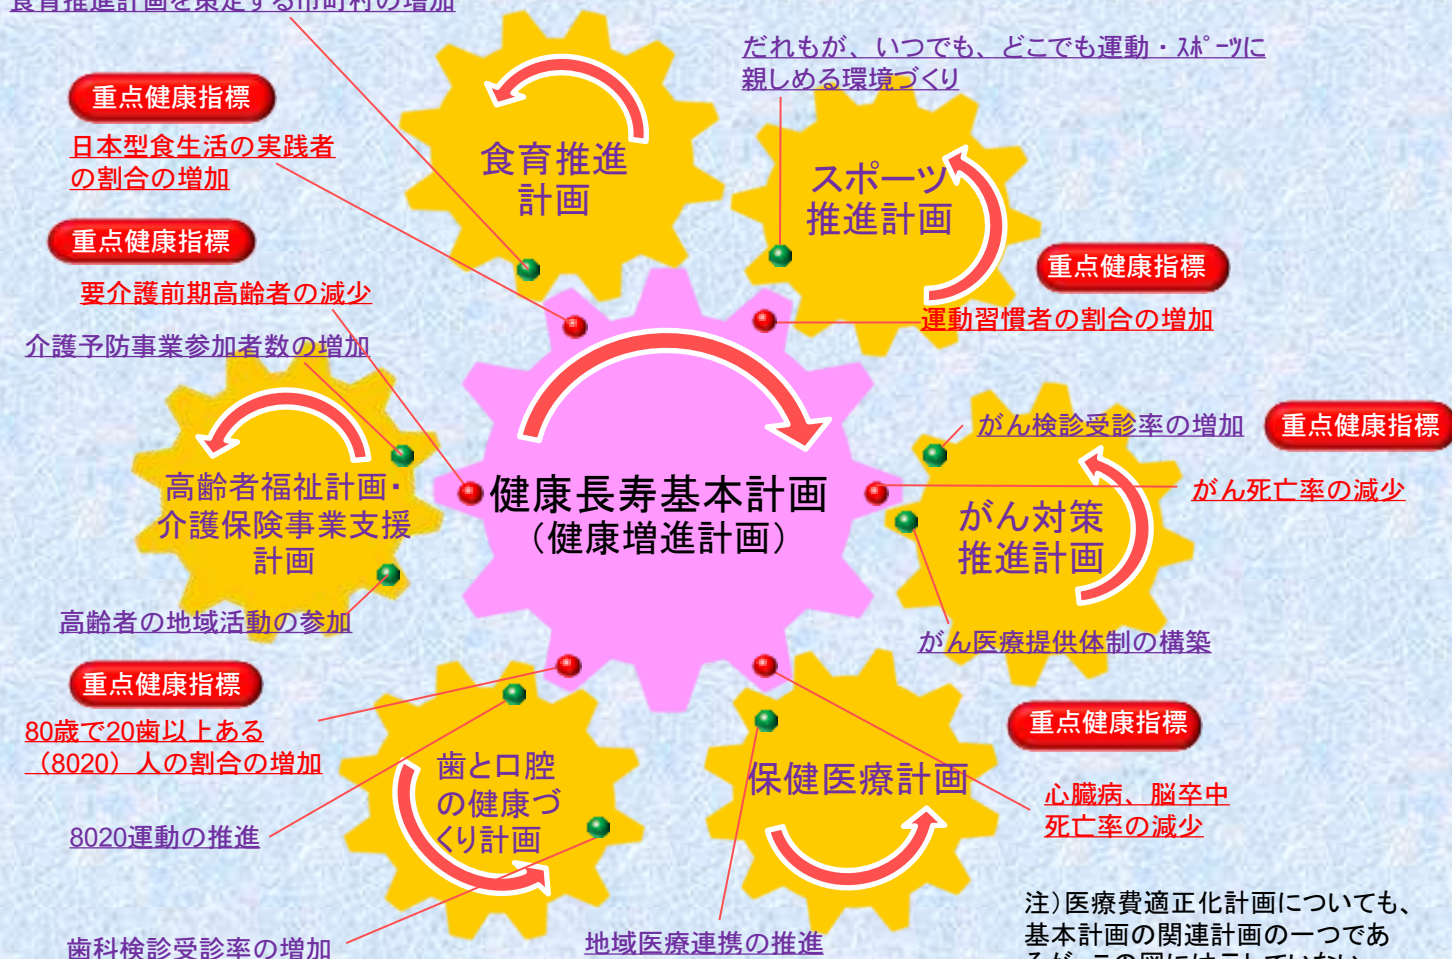 食育推進計画を策定する市町村の増加
だれもが、いつでも、どこでも運動・ｽﾎﾟｰﾂに
親しめる環境づくり
重点健康指標
日本型食生活の実践者
の割合の増加
食育推進
計画
スポーツ
推進計画
重点健康指標
要介護前期高齢者の減少
重点健康指標
運動習慣者の割合の増加
介護予防事業参加者数の増加
がん検診受診率の増加
重点健康指標
がん死亡率の減少
高齢者福祉計画・
介護保険事業支援
計画
健康長寿基本計画
（健康増進計画）
がん対策
推進計画
高齢者の地域活動の参加
がん医療提供体制の構築
重点健康指標
80歳で20歯以上ある
（8020）人の割合の増加
重点健康指標
歯と口腔
の健康づ
くり計画
保健医療計画
心臓病、脳卒中
死亡率の減少
8020運動の推進
歯科検診受診率の増加
地域医療連携の推進
注）医療費適正化計画についても、
基本計画の関連計画の一つであ
るが、この図には示していない